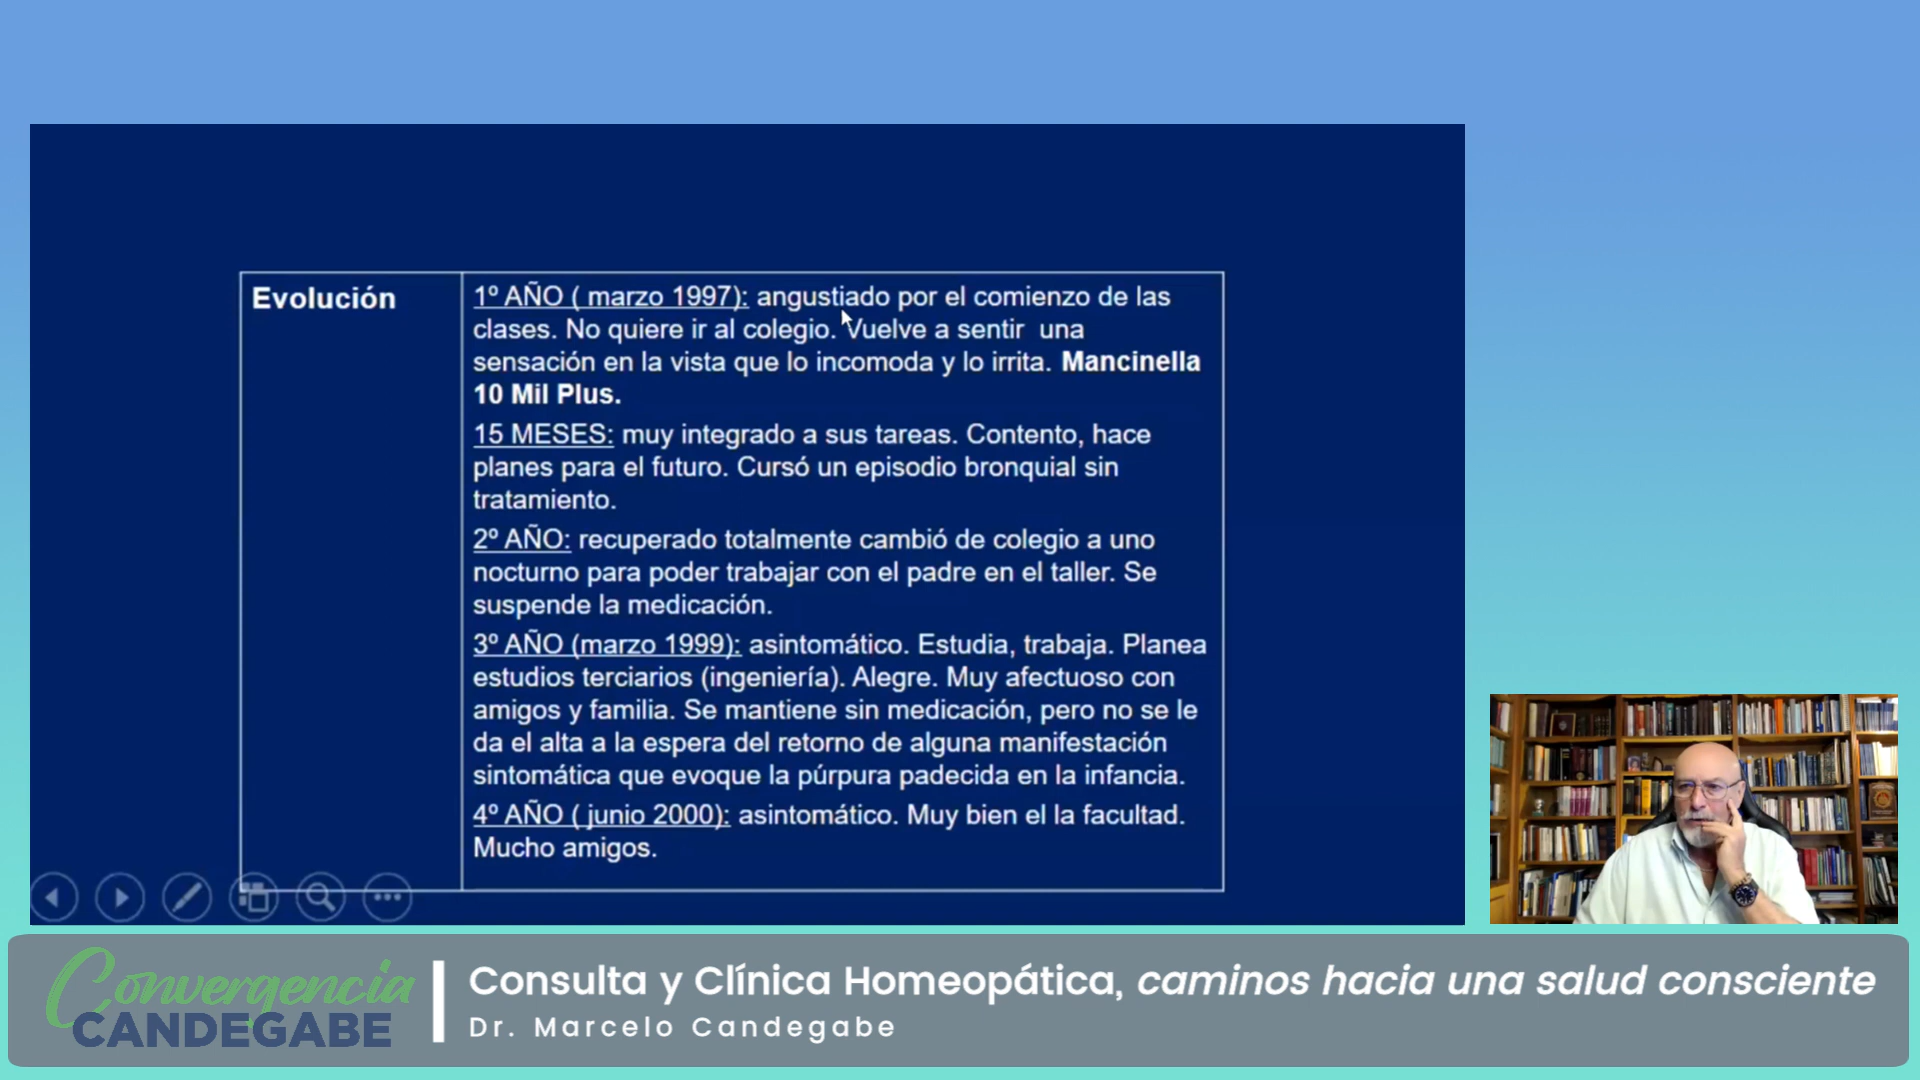 Evolución
1º AÑO ( marzo 1997): angustiado por el comienzo de las
clases. No quiere ir al colegio. Vuelve a sentir una
sensación en la vista que lo incomoda y lo irrita. Mancinella
10 Mil Plus.
15 MESES: muy integrado a sus tareas. Contento, hace
planes para el futuro. Cursó un episodio bronquial sin
tratamiento.
2º AÑO: recuperado totalmente cambió de colegio a uno
nocturno para poder trabajar con el padre en el taller. Se
suspende la medicación.
3º AÑO (marzo 1999): asintomático. Estudia, trabaja. Planea
estudios terciarios (ingeniería). Alegre. Muy afectuoso con
amigos y familia. Se mantiene sin medicación, pero no se le
da el alta a la espera del retorno de alguna manifestación
sintomática que evoque la púrpura padecida en la infancia.
4º AÑO ( junio 2000): asintomático. Muy bien el la facultad.
Mucho amigos.
Convergencia
CANDEGABE
Consulta y Clínica Homeopática, caminos hacia una salud consciente
Dr. Marcelo Candegabe